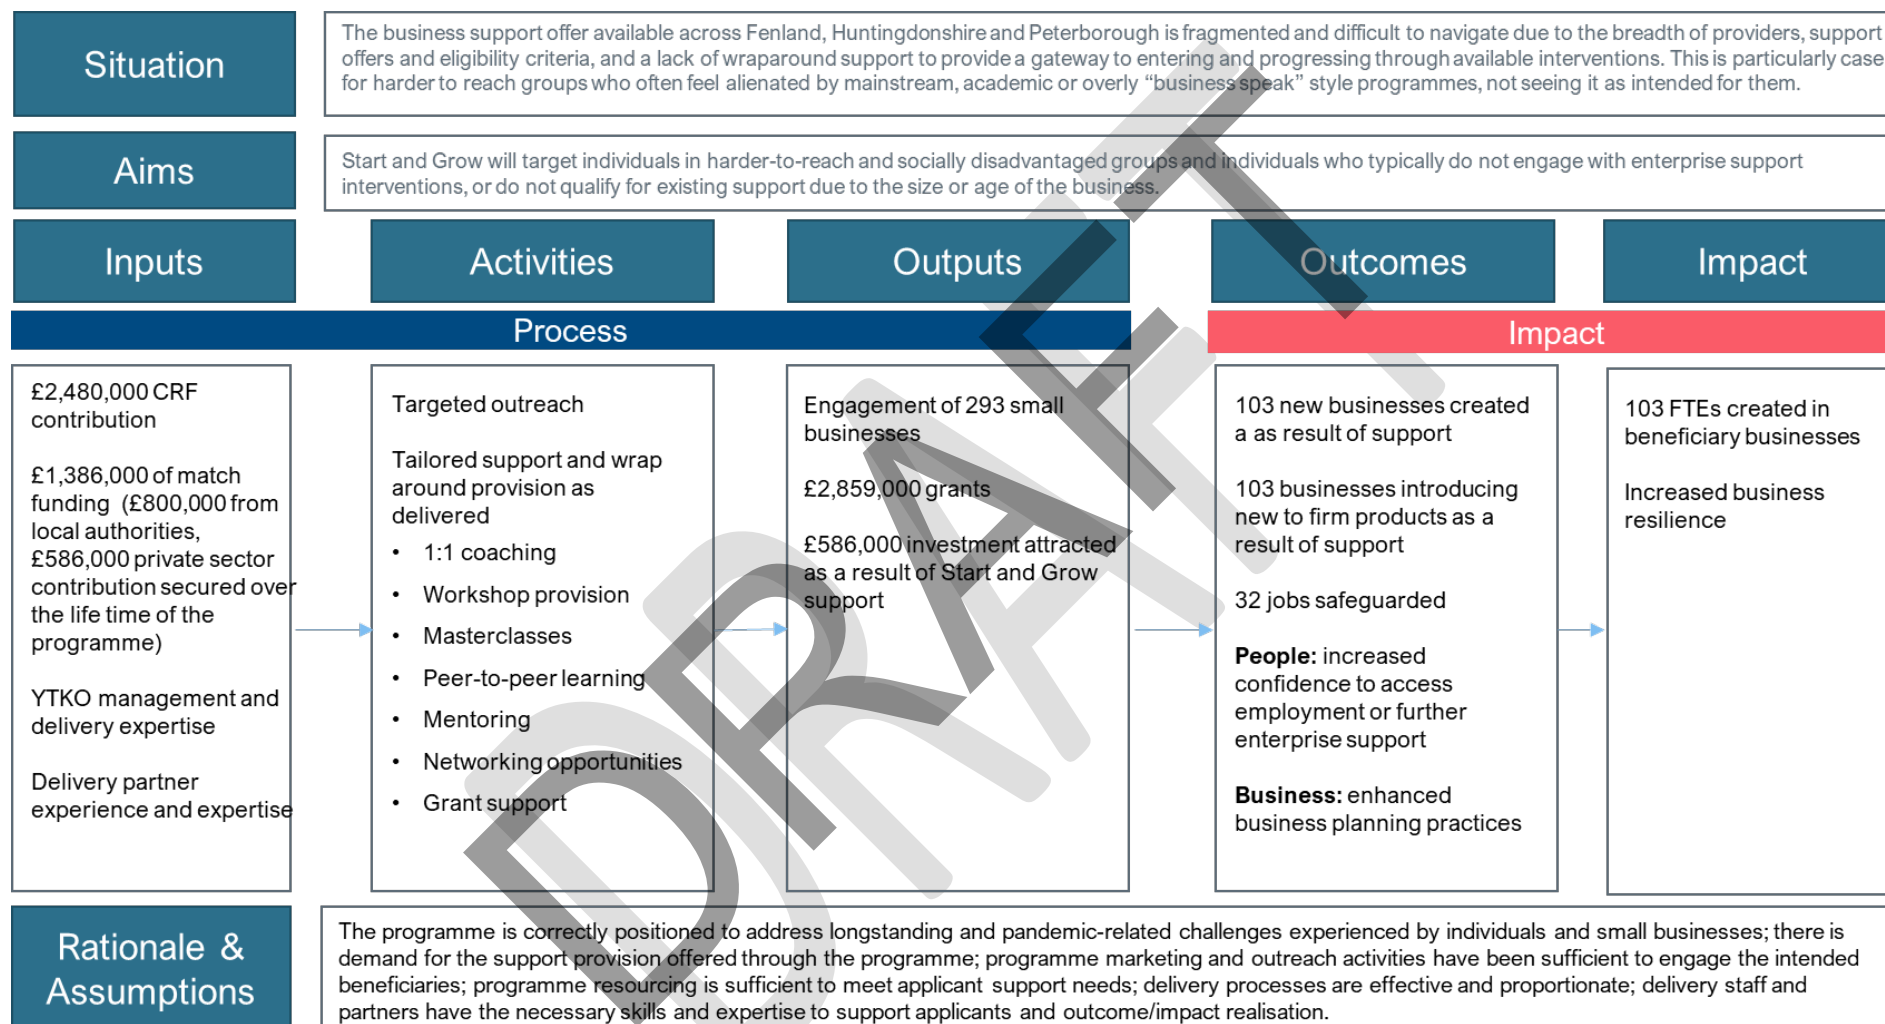 Situation
The business support offer available across Fenland, Huntingdonshire and Peterborough is fragmented and difficult to navigate due to the breadth of providers, support
offers and eligibility criteria, and a lack of wraparound support to provide a gateway to entering and progressing through available interventions. This is particularly case
for harder to reach groups who often feel alienated by mainstream, academic or overly “business speak” style programmes, not seeing it as intended for them.
Aims
Start and Grow will target individuals in harder-to-reach and socially disadvantaged groups and individuals who typically do not engage with enterprise support
interventions, or do not qualify for existing support due to the size or age of the business.
Inputs
Activities
Outputs
Outcomes
Impact
Process
Impact
£2,480,000 CRF
contribution
£1,386,000 of match
funding (£800,000 from
local authorities,
£586,000 private sector
contribution secured over
the life time of the
programme)
YTKO management and
delivery expertise
Delivery partner
experience and expertise
Targeted outreach
Tailored support and wrap
around provision as
delivered
• 1:1 coaching
• Workshop provision
• Masterclasses
• Peer-to-peer learning
• Mentoring
• Networking opportunities
• Grant support
Engagement of 293 small
businesses
£2,859,000 grants
£586,000 investment attracted
as a result of Start and Grow
support
103 new businesses created
a as result of support
103 businesses introducing
new to firm products as a
result of support
32 jobs safeguarded
People: increased
confidence to access
employment or further
enterprise support
Business: enhanced
business planning practices
103 FTEs created in
beneficiary businesses
Increased business
resilience
Rationale &
Assumptions
The programme is correctly positioned to address longstanding and pandemic-related challenges experienced by individuals and small businesses; there is
demand for the support provision offered through the programme; programme marketing and outreach activities have been sufficient to engage the intended
beneficiaries; programme resourcing is sufficient to meet applicant support needs; delivery processes are effective and proportionate; delivery staff and
partners have the necessary skills and expertise to support applicants and outcome/impact realisation.
DRAFT
DRAFT